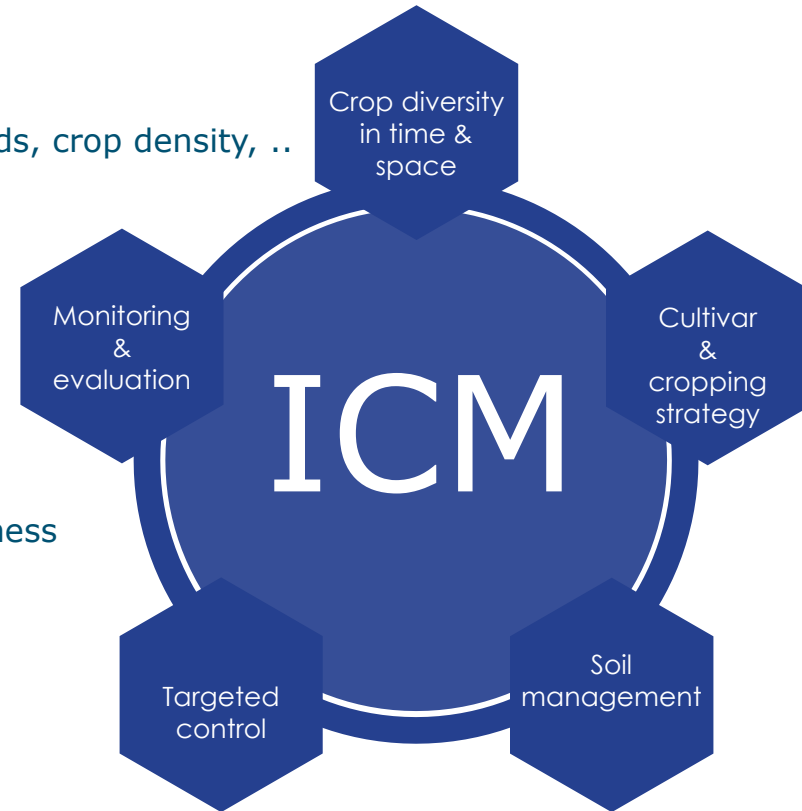 Crop diversity
in time &
space
ds, crop density, ..
Monitoring
&
evaluation
Cultivar
&
cropping
strategy
ICM
ness
Targeted
control
Soil
management